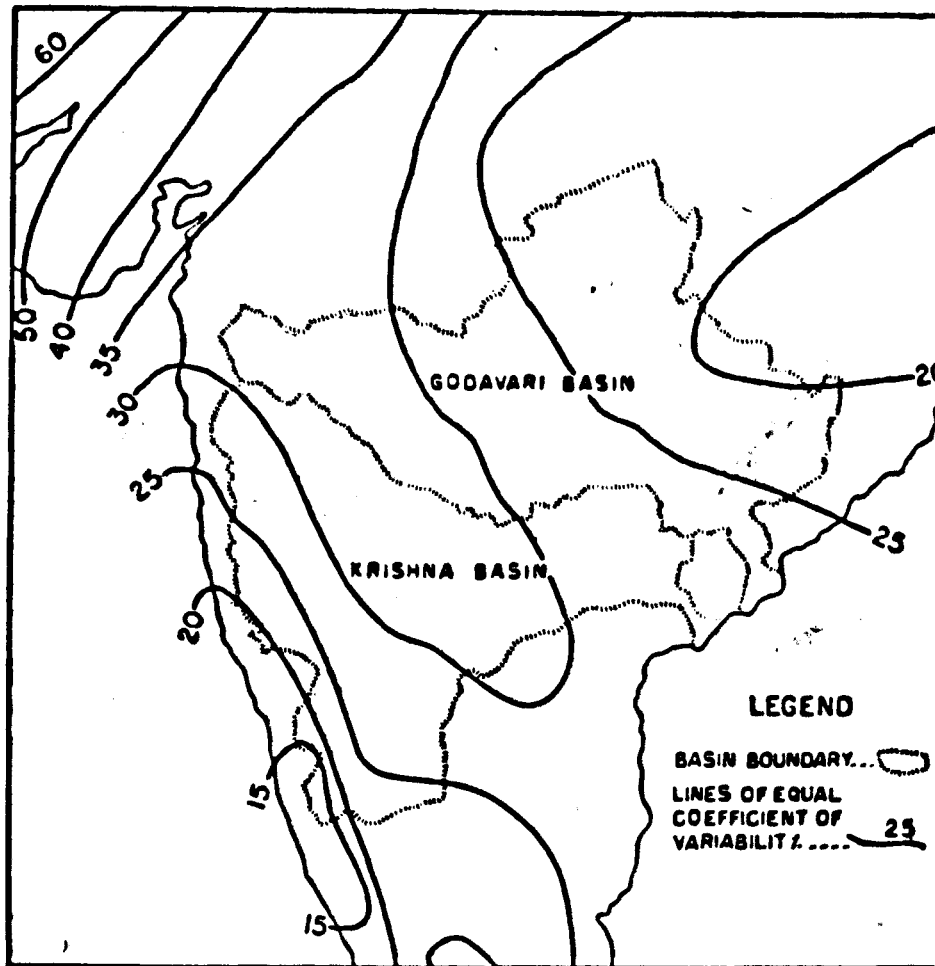 60
50
40
35
30
GODAVARI BASIN
20
25
25
KRISHNA BASIN
20
LEGEND
BASIN BOUNDARY...
15
LINES OF EQUAL
COEFFICIENT OF
VARIABILIT %..... 25
15